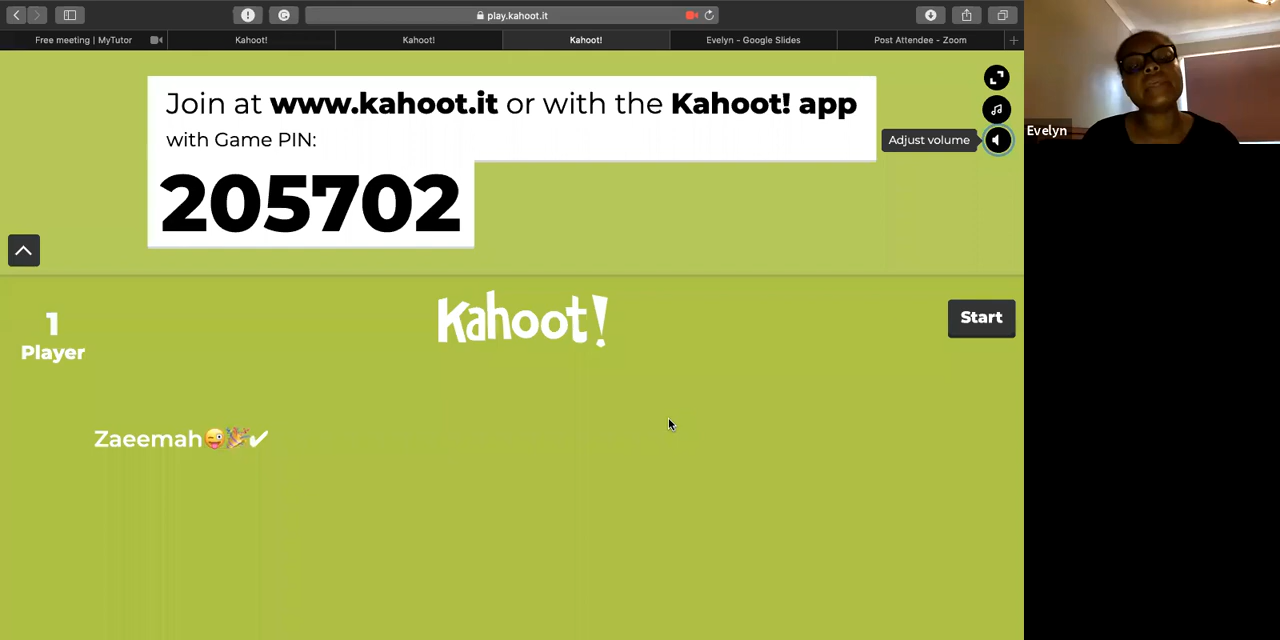 play.kahoot.it
Free meeting | MyTutor
Kahoot!
Kahoot!
Kahoot!
Evelyn - Google Slides
Post Attendee - Zoom
Join at www.kahoot.it or with the Kahoot! app
with Game PIN:
205702
Adjust volume
Evelyn
1
Player
Kahoot!
Start
Zaeemah😜🎉✔